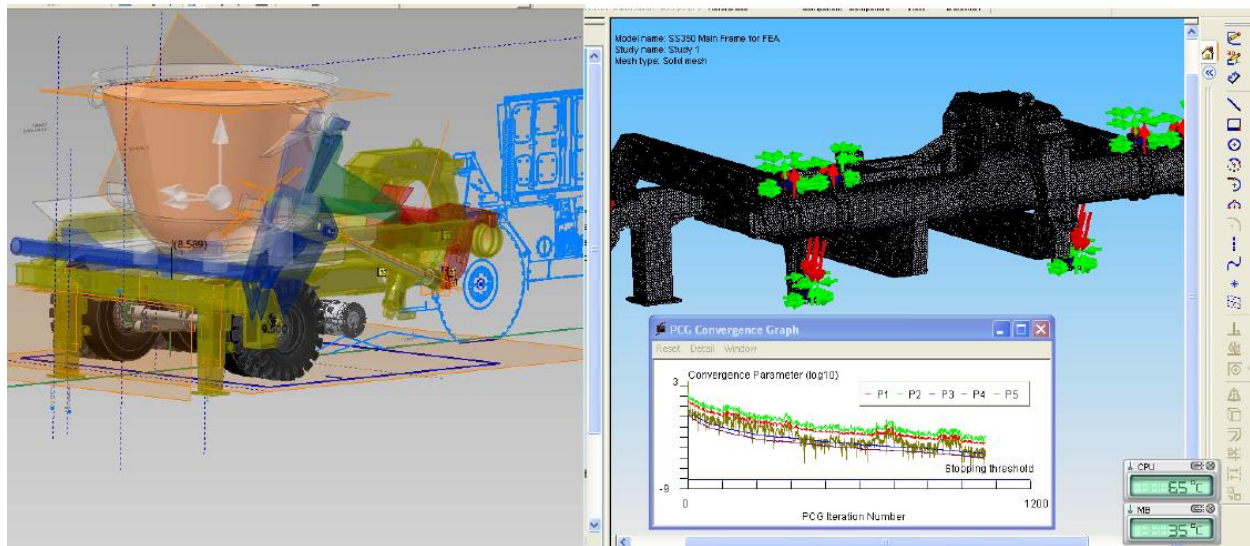 Model name: SS350 Main Frame for FEA
Study name: Study 1
Mesh type: Solid mesh
(8.589)
9.500
PCG Convergence Graph
Reset Detail Window
Convergence Parameter (log10)
3
P1 P2 P3 P4 P5
Stopping threshold
-9
0
1200
PCG Iteration Number
CPU
65°C
MB
35°C